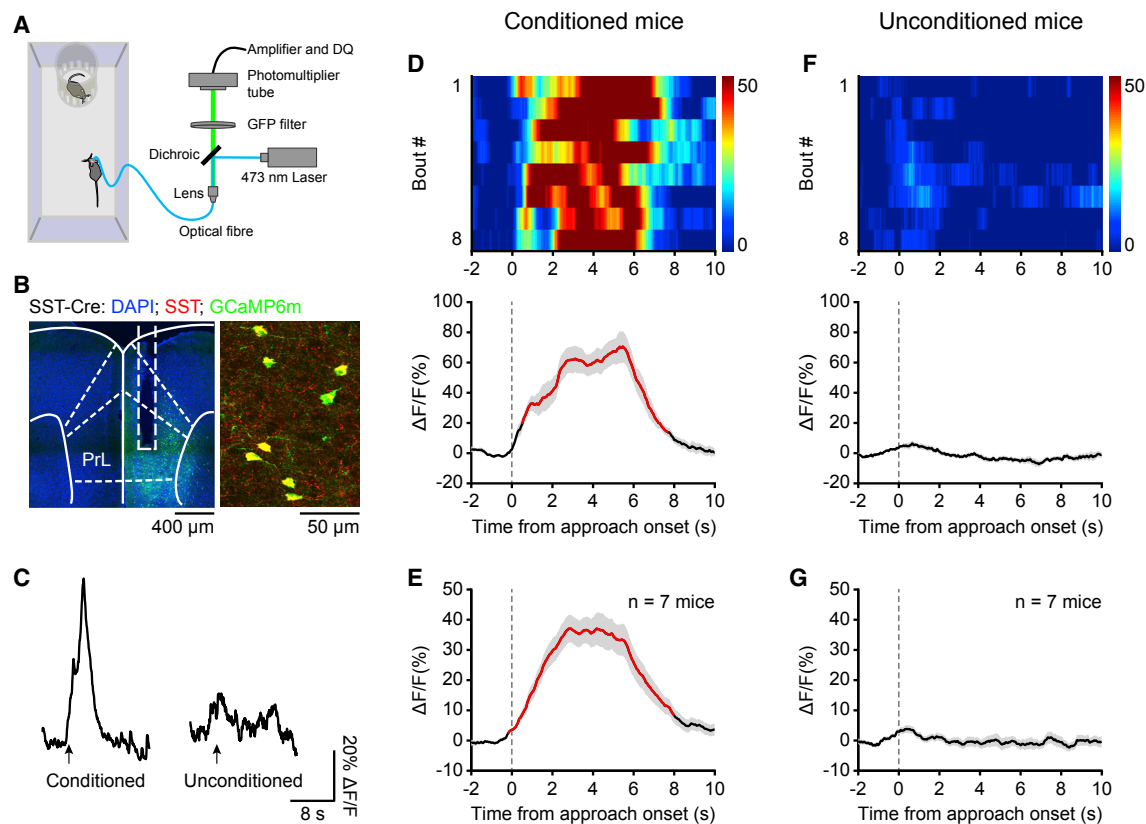 Conditioned mice
Unconditioned mice
A
Amplifier and DQ
Photomultiplier
tube
GFP filter
Dichroic
473 nm Laser
Lens
Optical fibre
B
SST-Cre: DAPI; SST; GCaMP6m
PrL
400 µm
50 µm
C
Conditioned
Unconditioned
20% ΔF/F
8 s
D
1
Bout #
8
50
0
-2 0 2 4 6 8 10
100
80
60
40
20
0
-20
ΔF/F(%)
-2 0 2 4 6 8 10
Time from approach onset (s)
F
1
Bout #
8
50
0
-2 0 2 4 6 8 10
100
80
60
40
20
0
-20
ΔF/F(%)
-2 0 2 4 6 8 10
Time from approach onset (s)
E
n = 7 mice
50
40
30
20
10
0
-10
ΔF/F(%)
-2 0 2 4 6 8 10
Time from approach onset (s)
G
n = 7 mice
50
40
30
20
10
0
-10
ΔF/F(%)
-2 0 2 4 6 8 10
Time from approach onset (s)